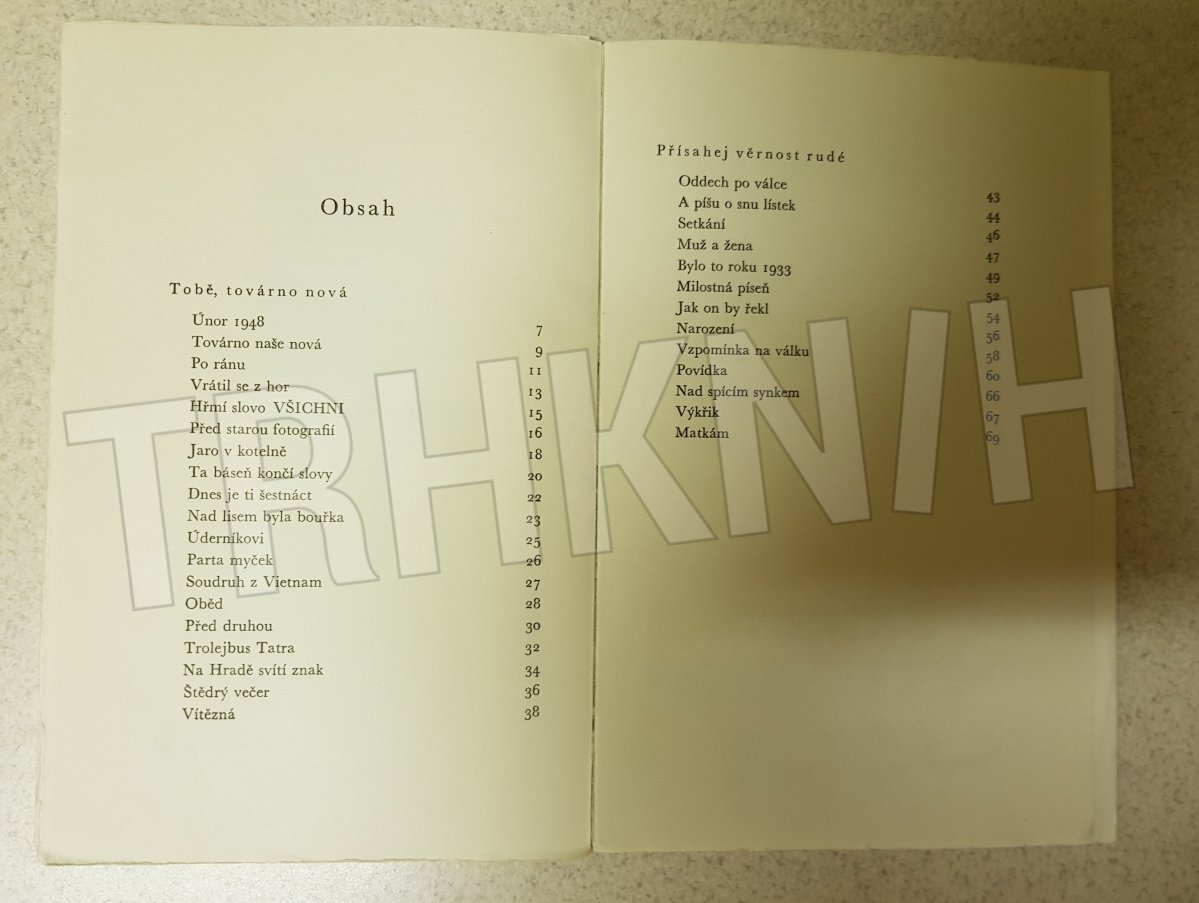 Obsah
Tobě, továrno nová
Únor 1948 7
Továrno naše nová 9
Po ránu 11
Vrátil se z hor 13
Hřmí slovo VŠICHNI 15
Před starou fotografií 16
Jaro v kotelně 18
Ta báseň končí slovy 20
Dnes je ti šestnáct 22
Nad lisem byla bouřka 23
Úderníkovi 25
Parta myček 26
Soudruh z Vietnam 27
Oběd 28
Před druhou 30
Trolejbus Tatra 32
Na Hradě svítí znak 34
Štědrý večer 36
Vítězná 38
Přísahej věrnost rudé
Oddech po válce 43
A píšu o snu lístek 44
Setkání 46
Muž a žena 47
Bylo to roku 1933 49
Milostná píseň 52
Jak on by řekl 54
Narození 56
Vzpomínka na válku 58
Povídka 60
Nad spícím synkem 66
Výkřik 67
Matkám 69
TRHKNIH